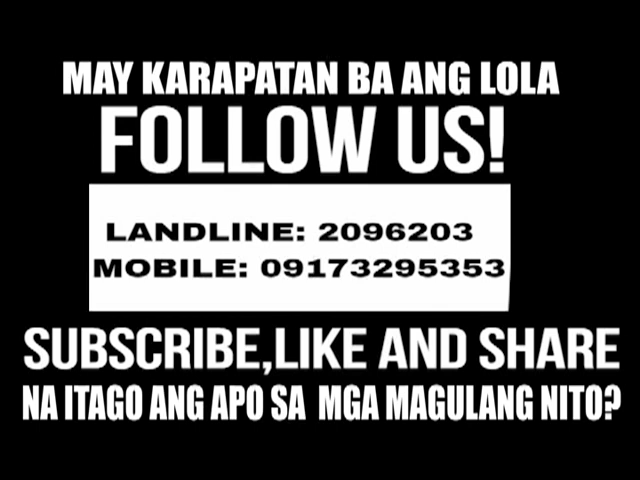 MAY KARAPATAN BA ANG LOLA
FOLLOW US!
LANDLINE: 2096203
MOBILE: 09173295353
SUBSCRIBE,LIKE AND SHARE
NA ITAGO ANG APO SA MGA MAGULANG NITO?